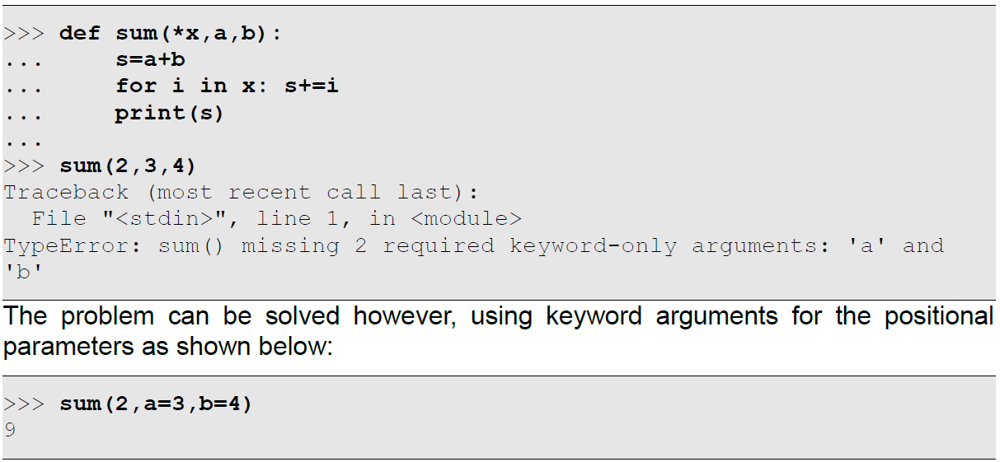 >>> def sum(*x,a,b):
...     s=a+b
...     for i in x: s+=i
...     print(s)
...
>>> sum(2,3,4)
Traceback (most recent call last):
  File "<stdin>", line 1, in <module>
TypeError: sum() missing 2 required keyword-only arguments: 'a' and
'b'
The problem can be solved however, using keyword arguments for the positional
parameters as shown below:
>>> sum(2,a=3,b=4)
9